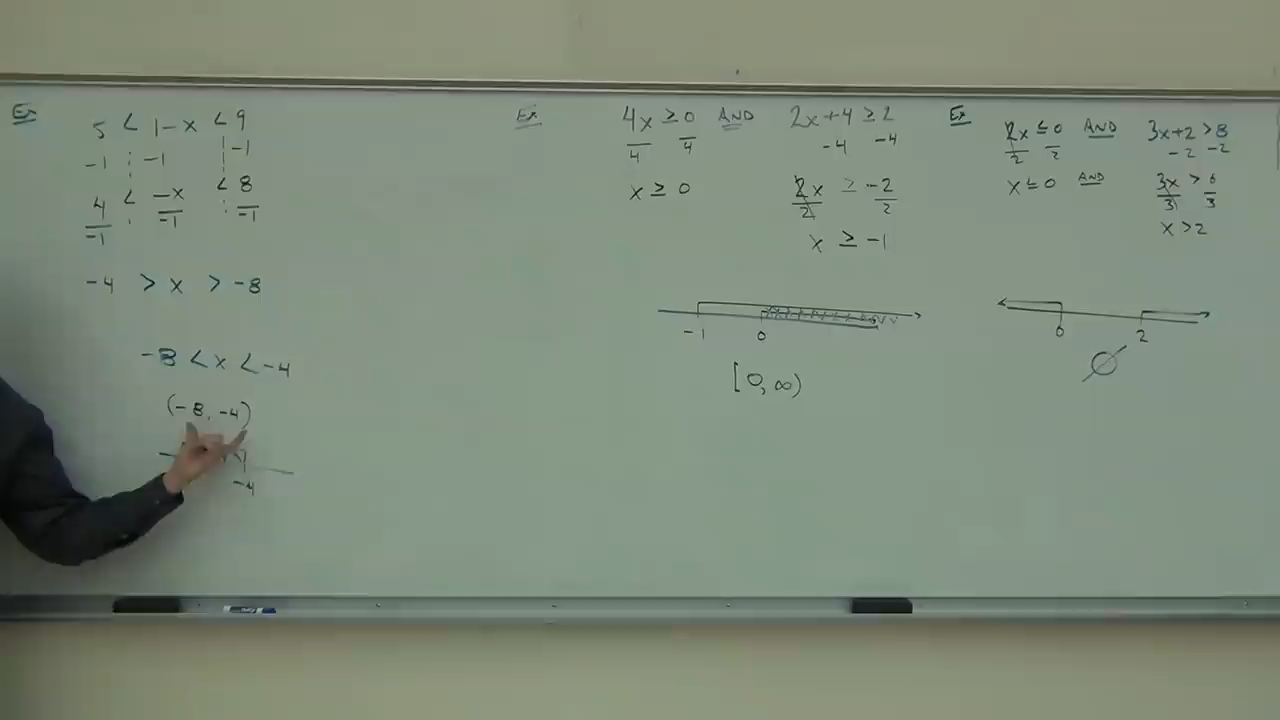 Ex
5 < 1-x < 9
-1 -1 -1
4 < -x < 8
-1 -1 -1
-4 > x > -8
-8 < x < -4
(-8, -4)
-4
Ex
4x ≥ 0 AND 2x+4 ≥ 2
4 4 -4 -4
x ≥ 0 2x ≥ -2
2 2
x ≥ -1
-1 0
[0, ∞)
Ex
2x ≤ 0 AND 3x+2 > 8
2 2 -2 -2
x ≤ 0 AND 3x > 6
3 3
x > 2
0 2
∅